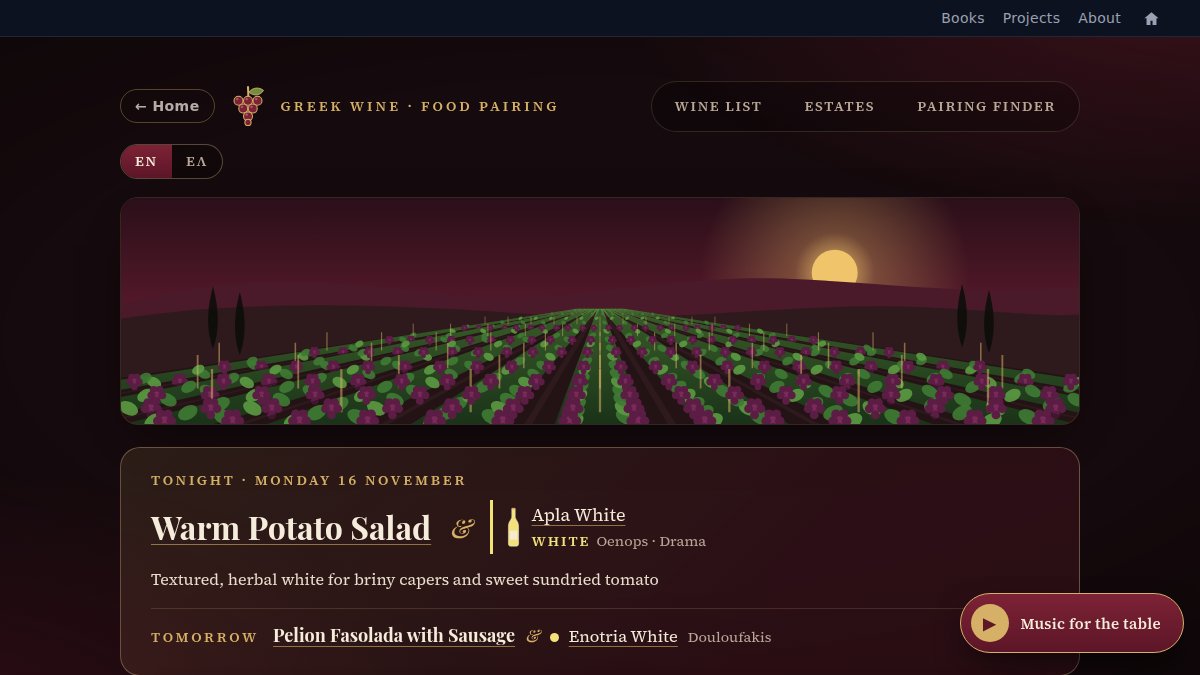 Books Projects About
← Home GREEK WINE · FOOD PAIRING WINE LIST ESTATES PAIRING FINDER
EN ΕΛ
TONIGHT · MONDAY 16 NOVEMBER
Warm Potato Salad & Apla White
WHITE Oenops · Drama
Textured, herbal white for briny capers and sweet sundried tomato
TOMORROW Pelion Fasolada with Sausage & Enotria White Douloufakis
Music for the table